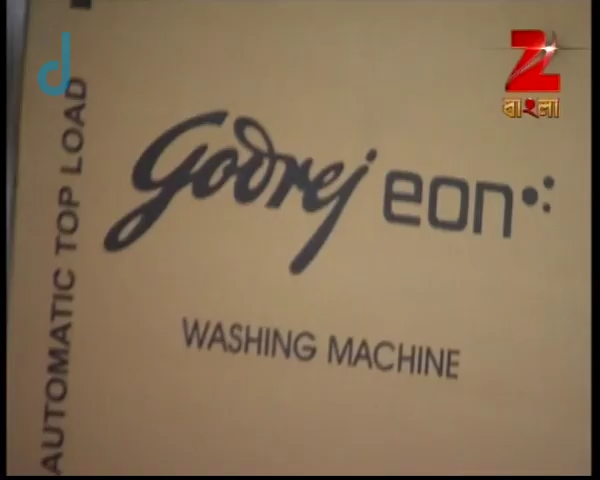 Z
বাংলা
AUTOMATIC TOP LOAD
Godrej eon
WASHING MACHINE